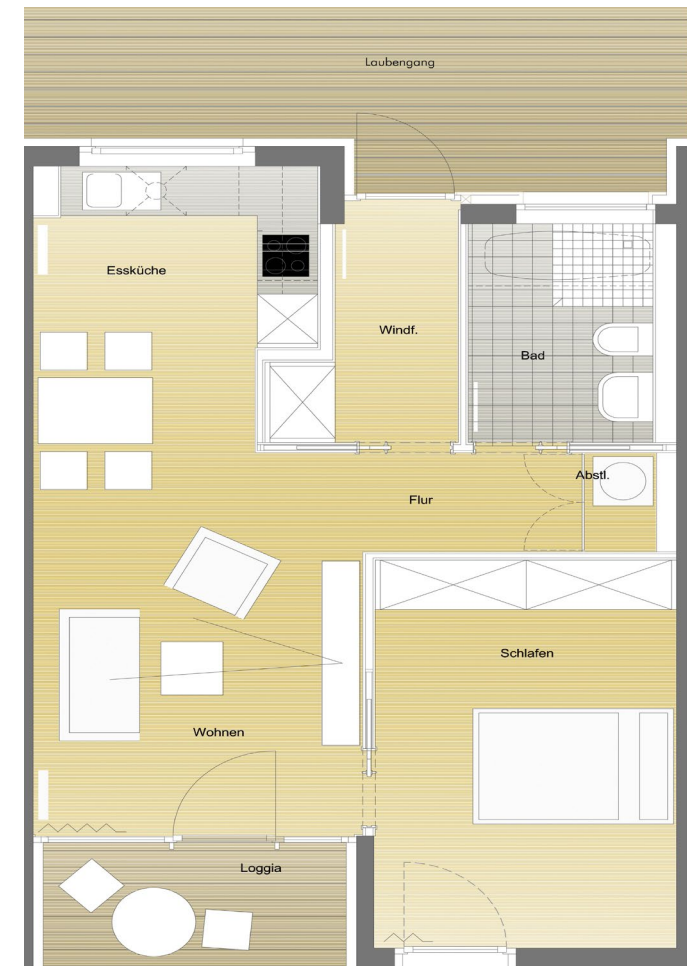 Laubengang
Essküche
Windf.
Bad
Abstl.
Flur
Schlafen
Wohnen
Loggia